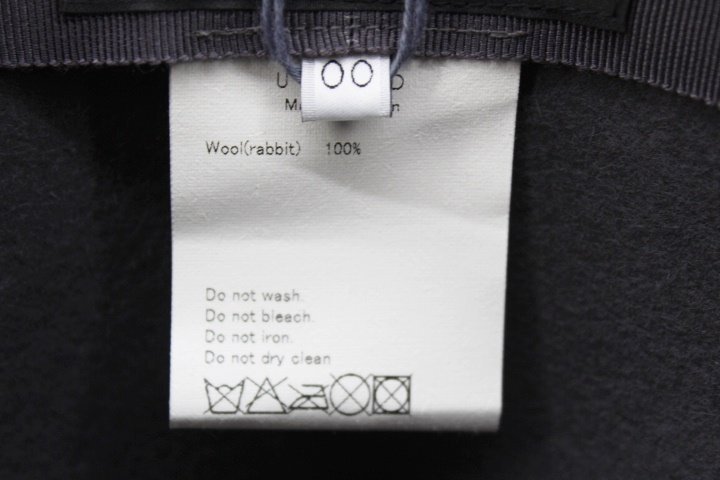 00
Wool(rabbit) 100%
Do not wash.
Do not bleach.
Do not iron.
Do not dry clean